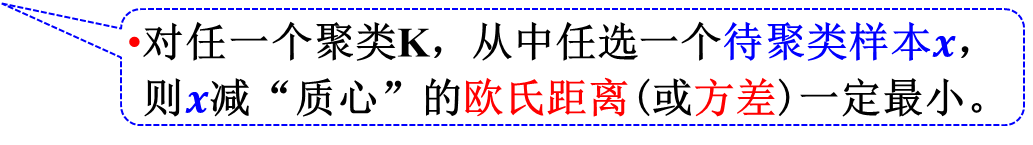 •对任一个聚类K，从中任选一个待聚类样本x，
则x减“质心”的欧氏距离(或方差)一定最小。